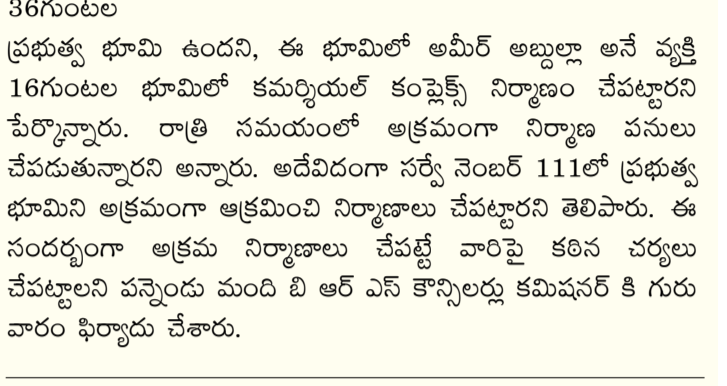 36గుంటల
ప్రభుత్వ భూమి ఉందని, ఈ భూమిలో అమీర్ అబ్దుల్లా అనే వ్యక్తి
16గుంటల భూమిలో కమర్శియల్ కంప్లెక్స్ నిర్మాణం చేపట్టారని
పేర్కొన్నారు. రాత్రి సమయంలో అక్రమంగా నిర్మాణ పనులు
చేపడుతున్నారని అన్నారు. అదేవిదంగా సర్వే నెంబర్ 111లో ప్రభుత్వ
భూమిని అక్రమంగా ఆక్రమించి నిర్మాణాలు చేపట్టారని తెలిపారు. ఈ
సందర్బంగా అక్రమ నిర్మాణాలు చేపట్టే వారిపై కఠిన చర్యలు
చేపట్టాలని పన్నెండు మంది బి ఆర్ ఎస్ కౌన్సిలర్లు కమిషనర్ కి గురు
వారం ఫిర్యాదు చేశారు.